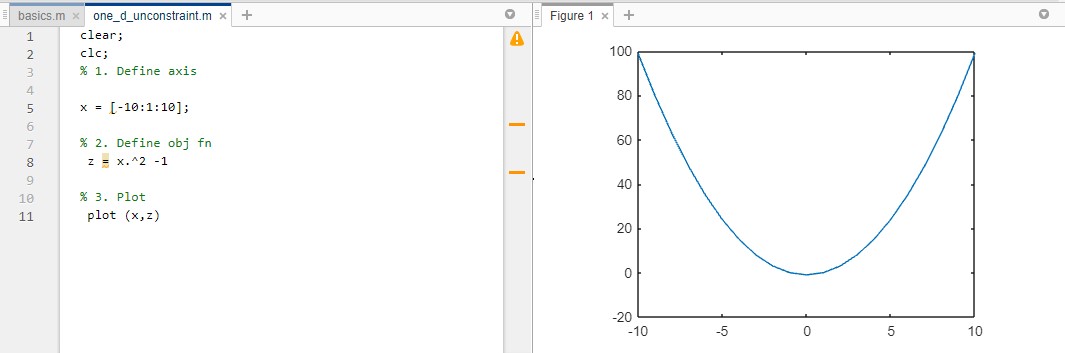 basics.m × one_d_unconstraint.m × +
1 clear;
2 clc;
3 % 1. Define axis
4
5 x = [-10:1:10];
6
7 % 2. Define obj fn
8 z = x.^2 -1
9
10 % 3. Plot
11 plot (x,z)
Figure 1 × +
100
80
60
40
20
0
-20
-10 -5 0 5 10